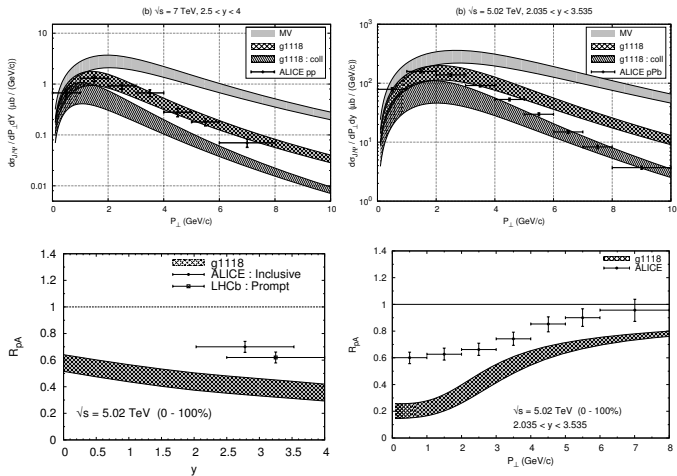 (b) √s = 7 TeV, 2.5 < y < 4
MV
g1118
g1118 : coll
ALICE pp
dσJ/ψ / dP⊥dY (μb / (GeV/c))
10
1
0.1
0.01
0 2 4 6 8 10
P⊥ (GeV/c)
(b) √s = 5.02 TeV, 2.035 < y < 3.535
MV
g1118
g1118 : coll
ALICE pPb
dσJ/ψ / dP⊥dy (μb/ (GeV/c))
10³
10²
10¹
10⁰
0 2 4 6 8 10
P⊥ (GeV/c)
g1118
ALICE : Inclusive
LHCb : Prompt
RpA
1.4
1.2
1
0.8
0.6
0.4
0.2
0
√s = 5.02 TeV (0 - 100%)
0 0.5 1 1.5 2 2.5 3 3.5 4
y
g1118
ALICE
RpA
1.4
1.2
1
0.8
0.6
0.4
0.2
0
√s = 5.02 TeV (0 - 100%)
2.035 < y < 3.535
0 1 2 3 4 5 6 7 8
P⊥ (GeV/c)